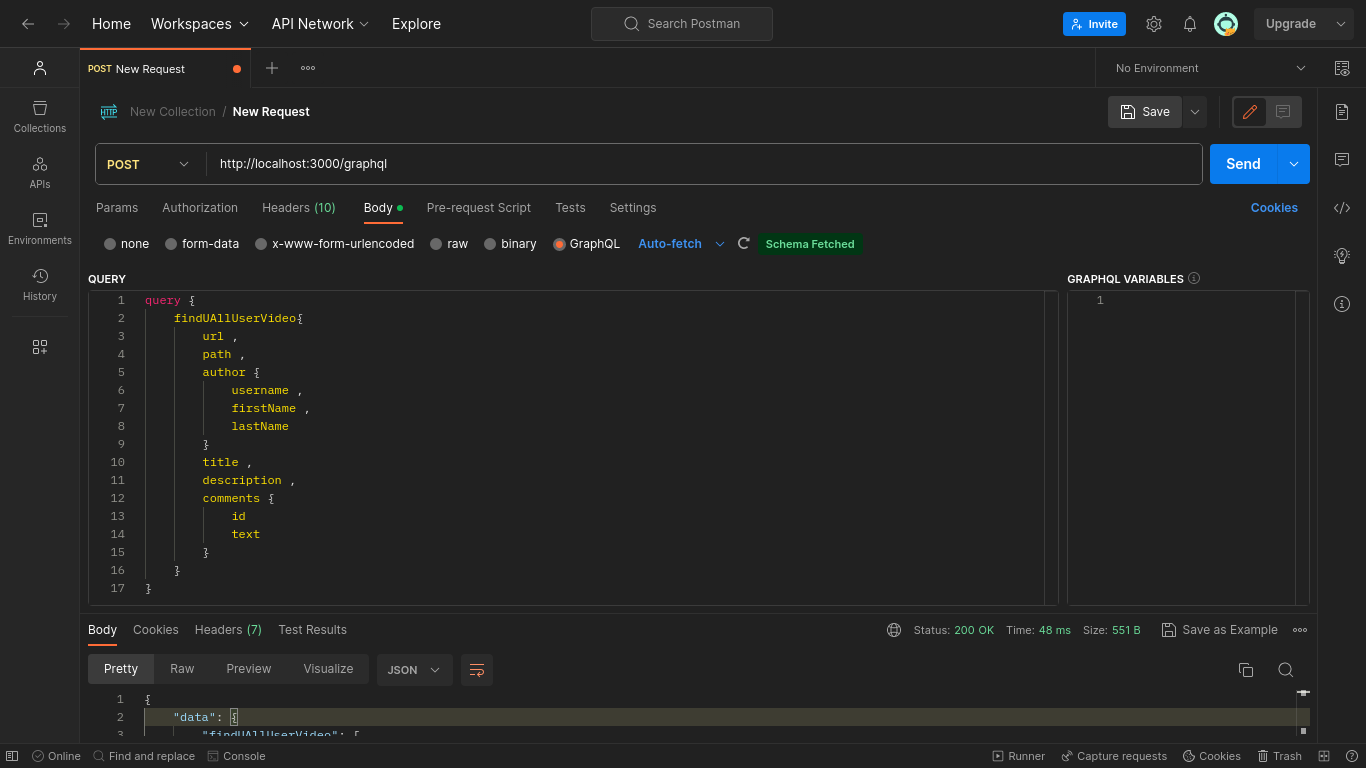 Home Workspaces API Network Explore Search Postman Invite Upgrade
POST New Request No Environment
HTTP New Collection / New Request Save
Collections
POST http://localhost:3000/graphql Send
APIs
Params Authorization Headers (10) Body Pre-request Script Tests Settings Cookies
Environments
none form-data x-www-form-urlencoded raw binary GraphQL Auto-fetch Schema Fetched
History
QUERY GRAPHQL VARIABLES
1 query { 1
2 findUAllUserVideo{
3 url ,
4 path ,
5 author {
6 username ,
7 firstName ,
8 lastName
9 }
10 title ,
11 description ,
12 comments {
13 id
14 text
15 }
16 }
17 }
Body Cookies Headers (7) Test Results Status: 200 OK Time: 48 ms Size: 551 B Save as Example
Pretty Raw Preview Visualize JSON
1 {
2 "data": {
3 "findUAllUserVideo": [
Online Find and replace Console Runner Capture requests Cookies Trash